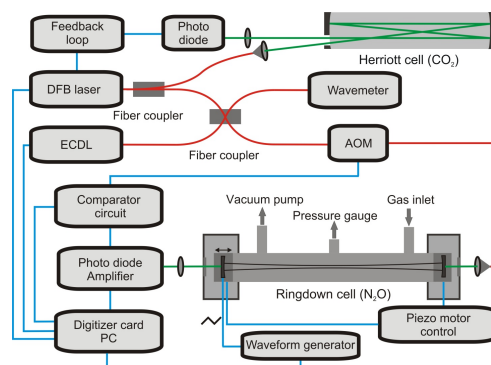 Feedback
loop
Photo
diode
Herriott cell (CO₂)
DFB laser
Fiber coupler
Wavemeter
ECDL
Fiber coupler
AOM
Comparator
circuit
Vacuum pump
Pressure gauge
Gas inlet
Photo diode
Amplifier
Ringdown cell (N₂O)
Digitizer card
PC
Piezo motor
control
Waveform generator